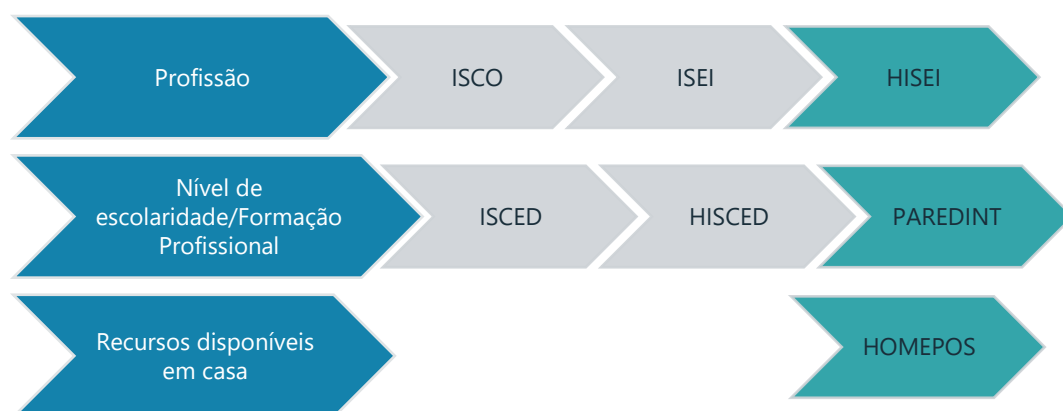 Profissão
ISCO
ISEI
HISEI
Nível de
escolaridade/Formação
Profissional
ISCED
HISCED
PAREDINT
Recursos disponíveis
em casa
HOMEPOS